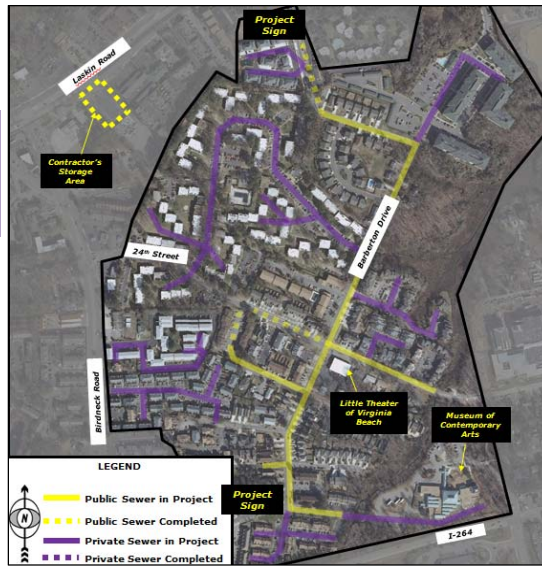 Project
Sign
Laskin Road
Contractor's
Storage
Area
Barberton Drive
24th Street
Birdneck Road
Little Theater
of Virginia
Beach
Museum of
Contemporary
Arts
Project
Sign
I-264
LEGEND
Public Sewer in Project
Public Sewer Completed
Private Sewer in Project
Private Sewer Completed
N